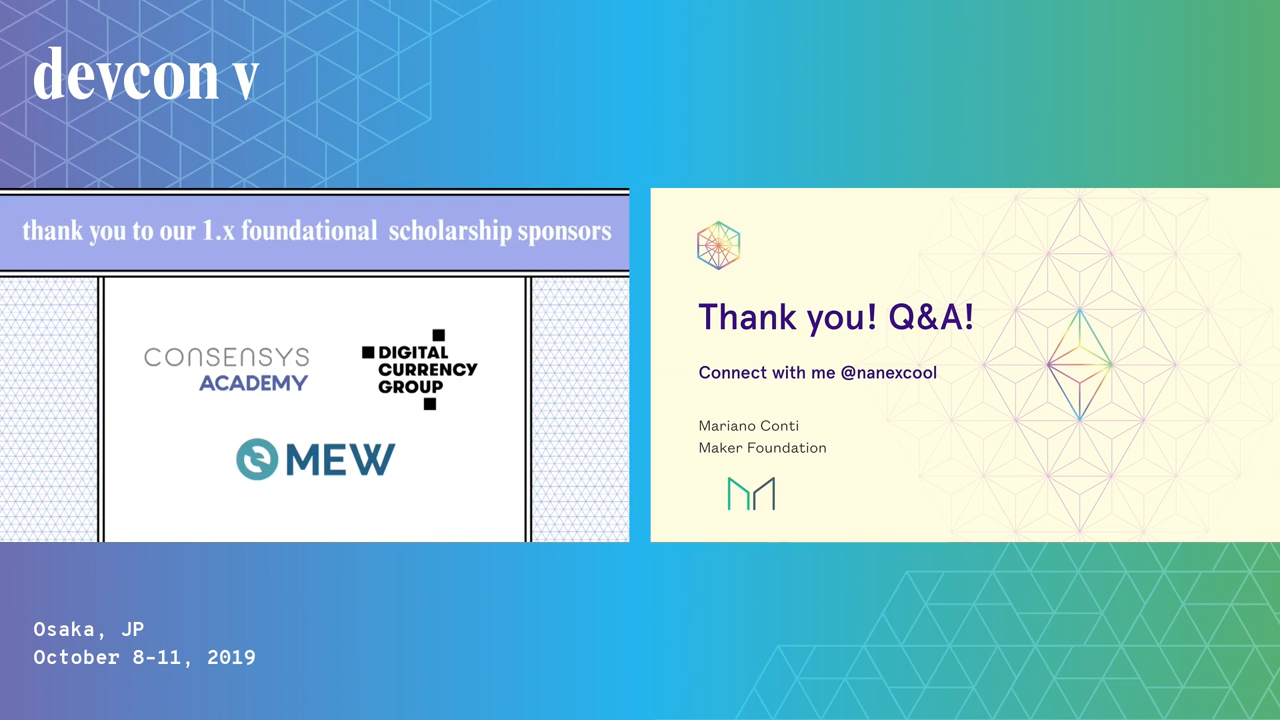 devcon v
thank you to our 1.x foundational scholarship sponsors
CONSENSYS
ACADEMY
DIGITAL
CURRENCY
GROUP
MEW
Thank you! Q&A!
Connect with me @nanexcool
Mariano Conti
Maker Foundation
Osaka, JP
October 8-11, 2019